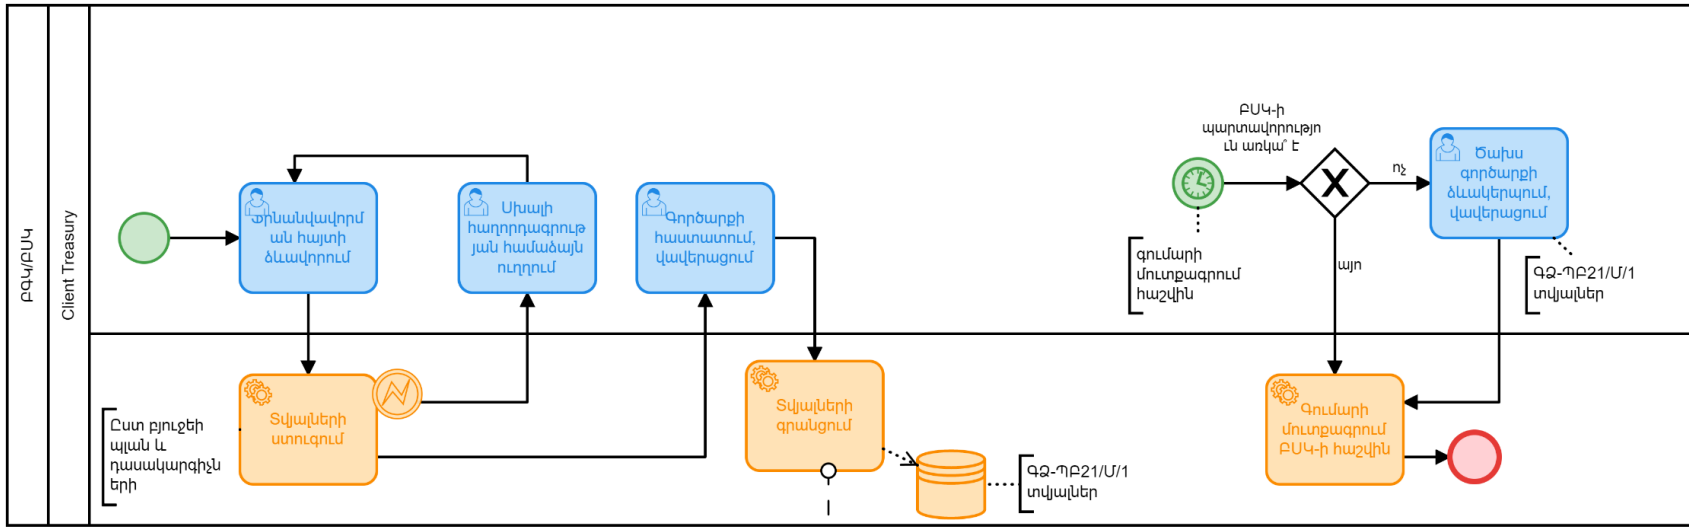 ԲԳԿ/ԲՍԿ
Client Treasury
Ֆինանվավորմ
ան հայտի
ձևավորում
Սխալի
հաղորդագրութ
յան համաձայն
ուղղում
Գործարքի
հաստատում,
վավերացում
գումարի
մուտքագրում
հաշվին
ԲՍԿ-ի
պարտավորությո
ւն առկա՞ է
ոչ
այո
Ծախս
գործարքի
ձևակերպում,
վավերացում
ԳՁ-ՊԲ21/Մ/1
տվյալներ
Ըստ բյուջեի
պլան և
դասակարգիչն
երի
Տվյալների
ստուգում
Տվյալների
գրանցում
ԳՁ-ՊԲ21/Մ/1
տվյալներ
Գումարի
մուտքագրում
ԲՍԿ-ի հաշվին